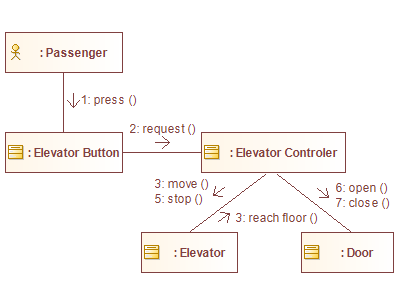 : Passenger
1: press ()
2: request ()
: Elevator Button
: Elevator Controler
3: move ()
5: stop ()
6: open ()
7: close ()
3: reach floor ()
: Elevator
: Door